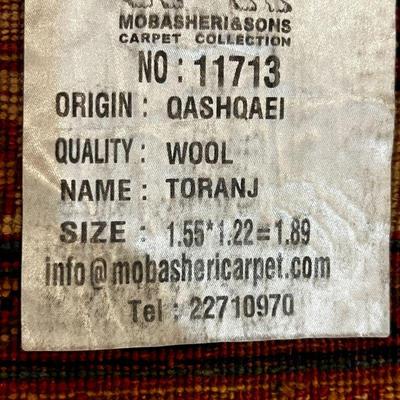 MOBASHERI&SONS
CARPET COLLECTION
NO : 11713
ORIGIN : QASHQAEI
QUALITY : WOOL
NAME : TORANJ
SIZE : 1.55*1.22=1.89
info@mobashericarpet.com
Tel : 22710970